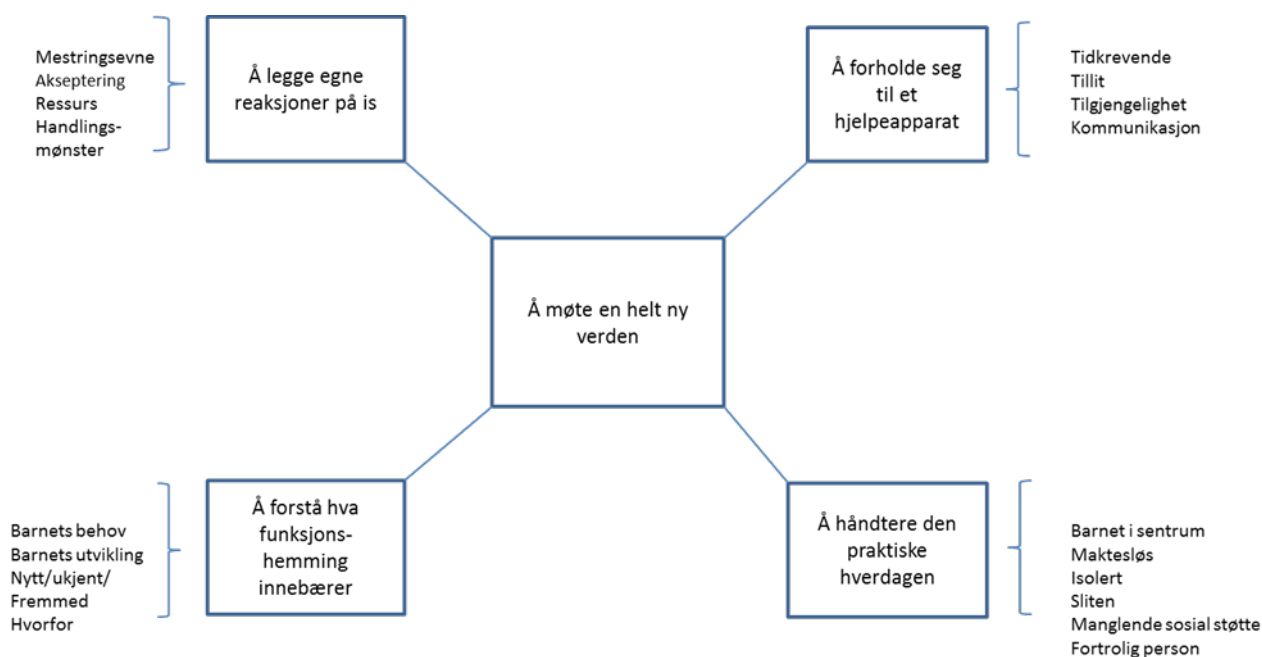 Mestringsevne
Akseptering
Ressurs
Handlings-
mønster
Å legge egne
reaksjoner på is
Å forholde seg
til et
hjelpeapparat
Tidkrevende
Tillit
Tilgjengelighet
Kommunikasjon
Å møte en helt ny
verden
Barnets behov
Barnets utvikling
Nytt/ukjent/
Fremmed
Hvorfor
Å forstå hva
funksjons-
hemming
innebærer
Å håndtere den
praktiske
hverdagen
Barnet i sentrum
Maktesløs
Isolert
Sliten
Manglende sosial støtte
Fortrolig person